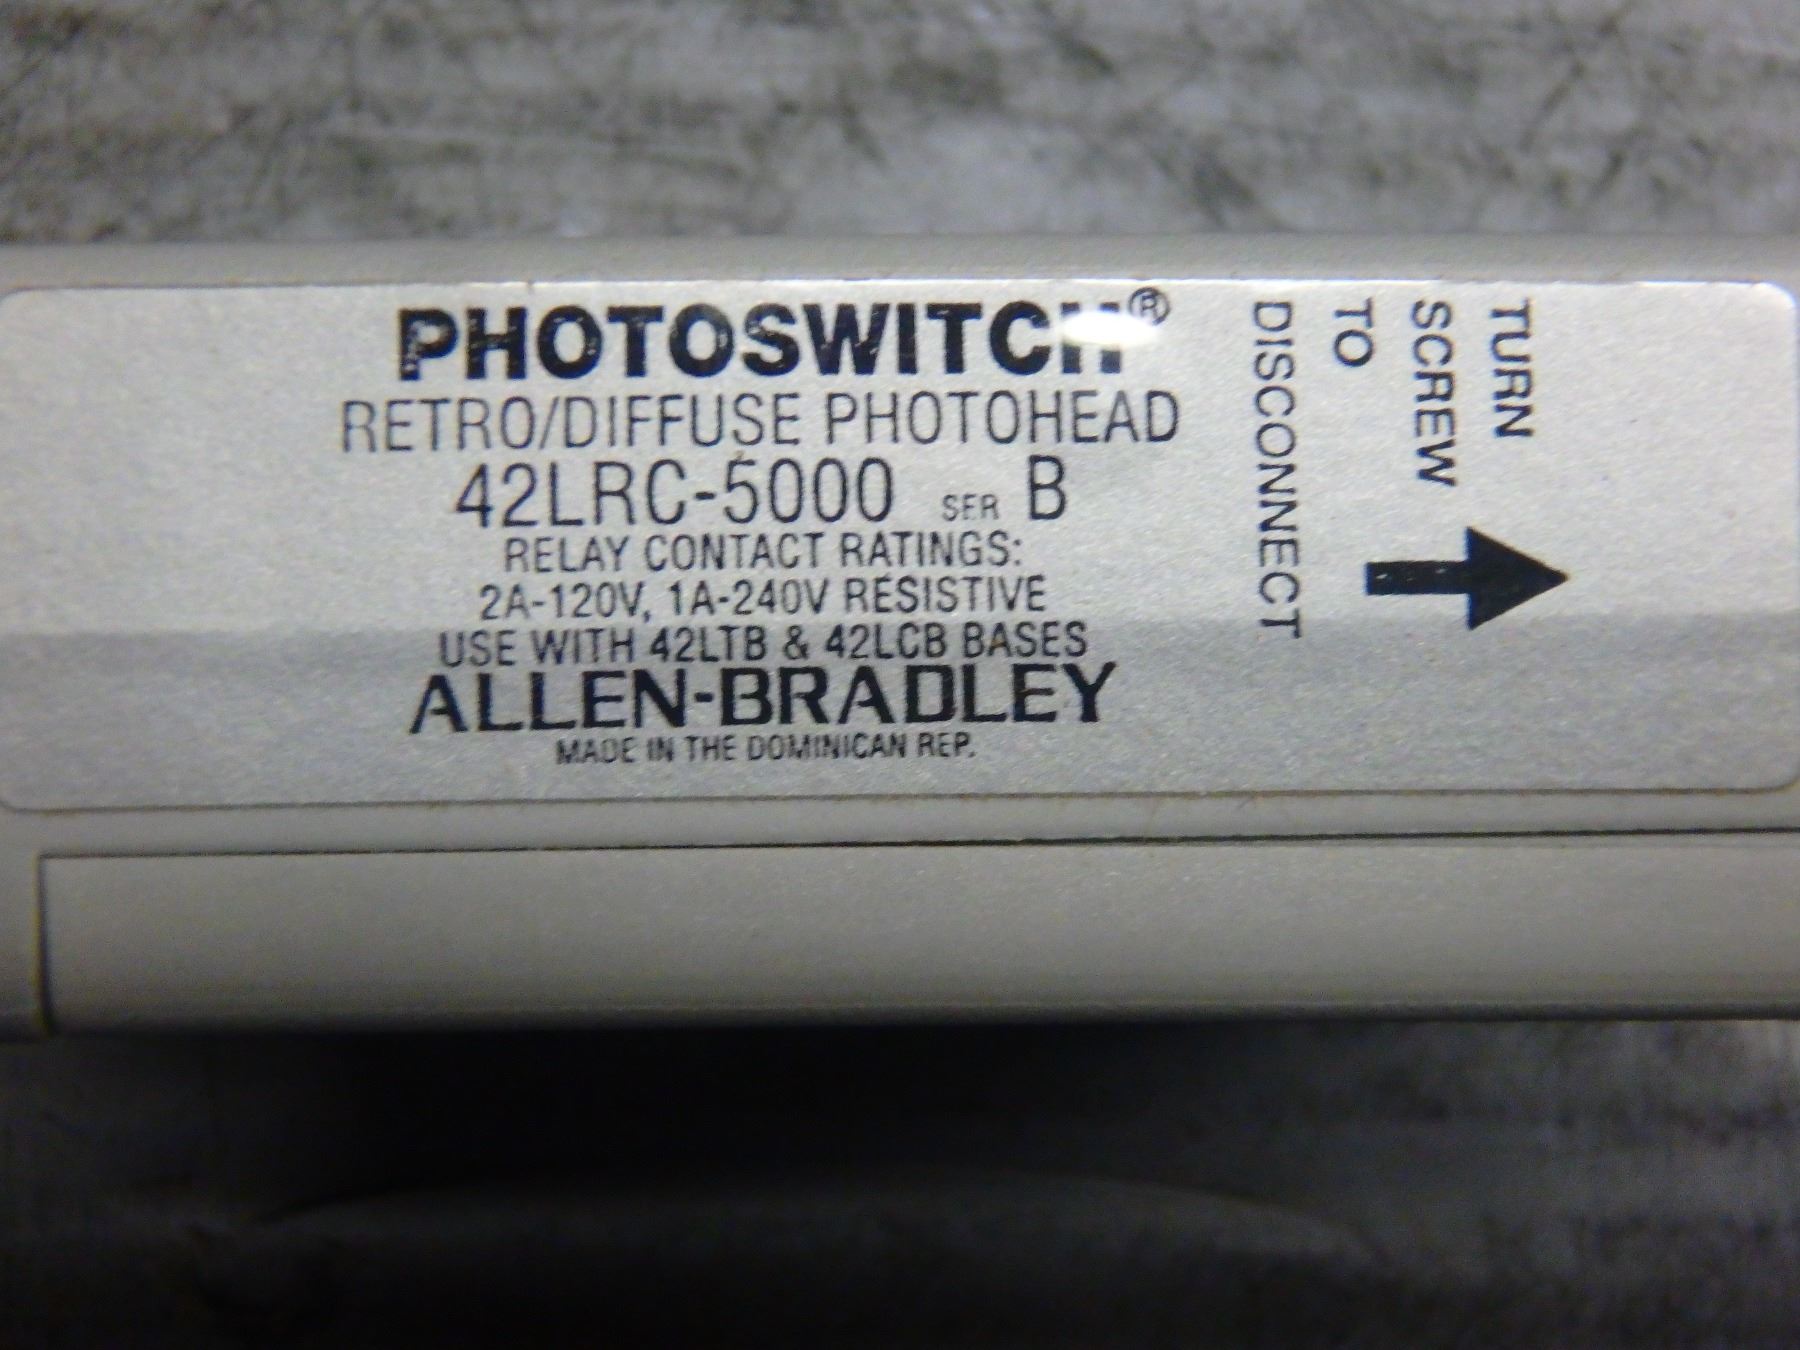 PHOTOSWITCH®
RETRO/DIFFUSE PHOTOHEAD
42LRC-5000 SER B
RELAY CONTACT RATINGS:
2A-120V, 1A-240V RESISTIVE
USE WITH 42LTB & 42LCB BASES
ALLEN-BRADLEY
MADE IN THE DOMINICAN REP.
TURN
SCREW
TO
DISCONNECT